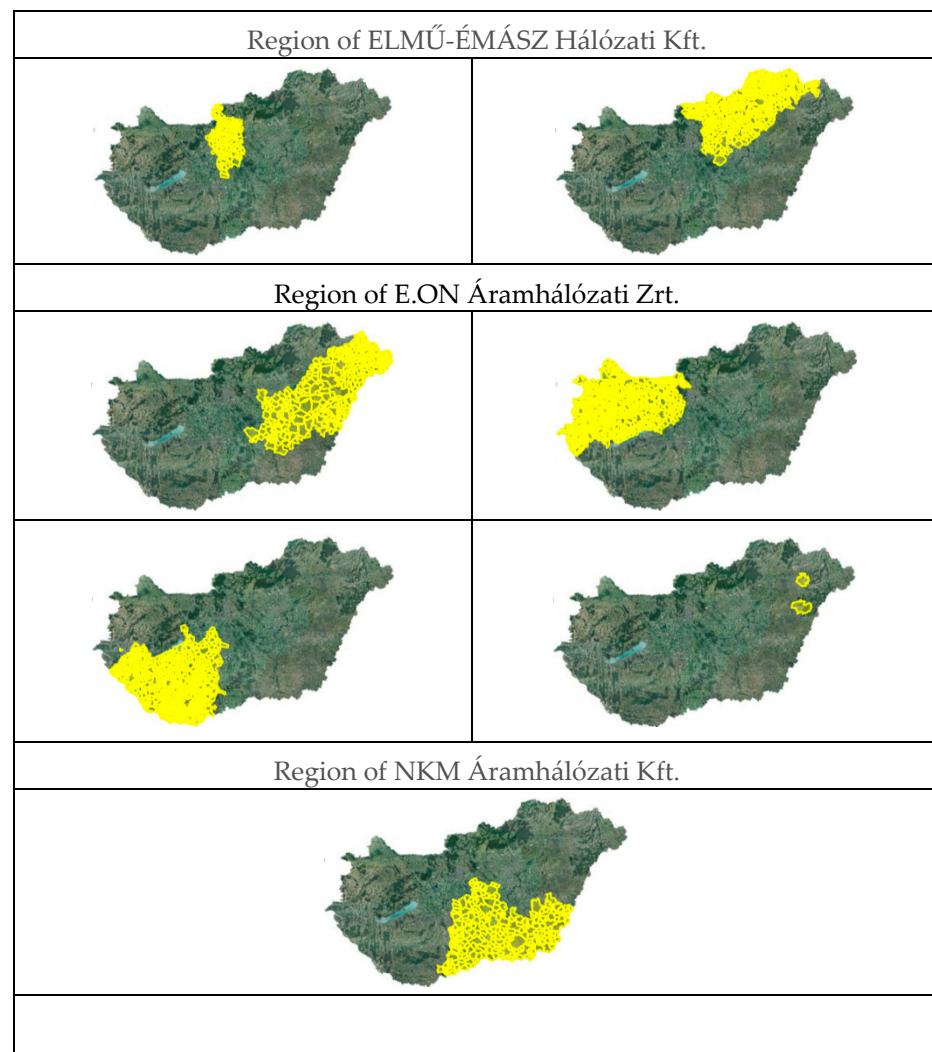 Region of ELMŰ-ÉMÁSZ Hálózati Kft.
Region of E.ON Áramhálózati Zrt.
Region of NKM Áramhálózati Kft.